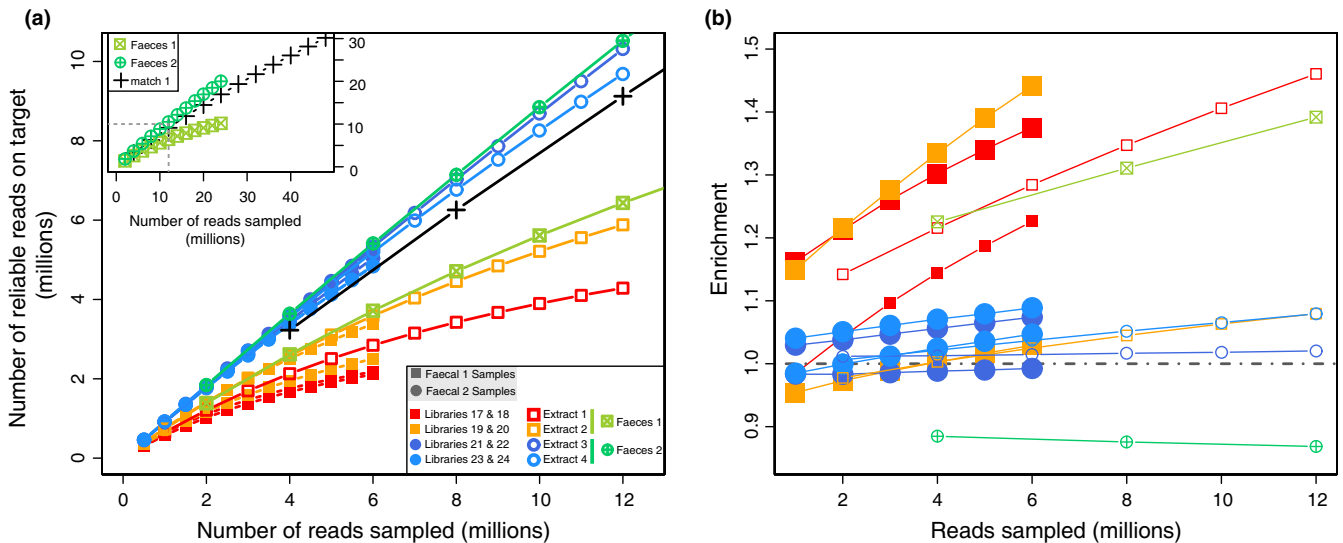 (a)
Number of reliable reads on target
(millions)
10
8
6
4
2
0
0 2 4 6 8 10 12
Number of reads sampled (millions)
Faeces 1
Faeces 2
match 1
30
20
10
0
0 10 20 30 40
Number of reads sampled
(millions)
Faecal 1 Samples
Faecal 2 Samples
Libraries 17 & 18 Extract 1
Libraries 19 & 20 Extract 2
Faeces 1
Libraries 21 & 22 Extract 3
Libraries 23 & 24 Extract 4
Faeces 2
(b)
Enrichment
1.5
1.4
1.3
1.2
1.1
1.0
0.9
2 4 6 8 10 12
Reads sampled (millions)